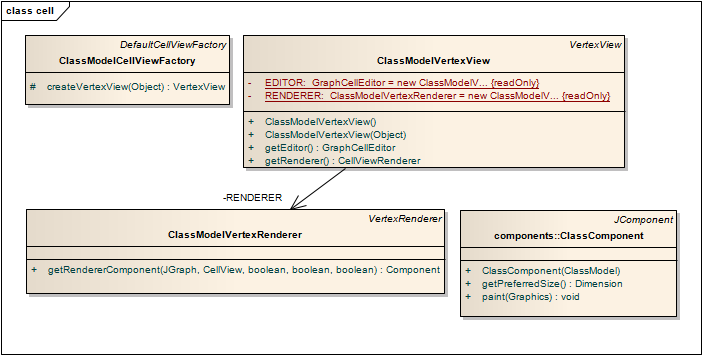 class cell
DefaultCellViewFactory
ClassModelCellViewFactory
# createVertexView(Object) : VertexView
VertexView
ClassModelVertexView
- EDITOR: GraphCellEditor = new ClassModelV... {readOnly}
- RENDERER: ClassModelVertexRenderer = new ClassModelV... {readOnly}
+ ClassModelVertexView()
+ ClassModelVertexView(Object)
+ getEditor() : GraphCellEditor
+ getRenderer() : CellViewRenderer
-RENDERER
VertexRenderer
ClassModelVertexRenderer
+ getRendererComponent(JGraph, CellView, boolean, boolean, boolean) : Component
JComponent
components::ClassComponent
+ ClassComponent(ClassModel)
+ getPreferredSize() : Dimension
+ paint(Graphics) : void